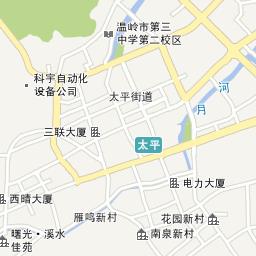 温岭市第三
中学第二校区
科宇自动化
设备公司
太平街道
河
月
三联大厦
太平
电力大厦
西晴大厦
雁鸣新村
花园新村
曙光·溪水
佳苑
南泉新村